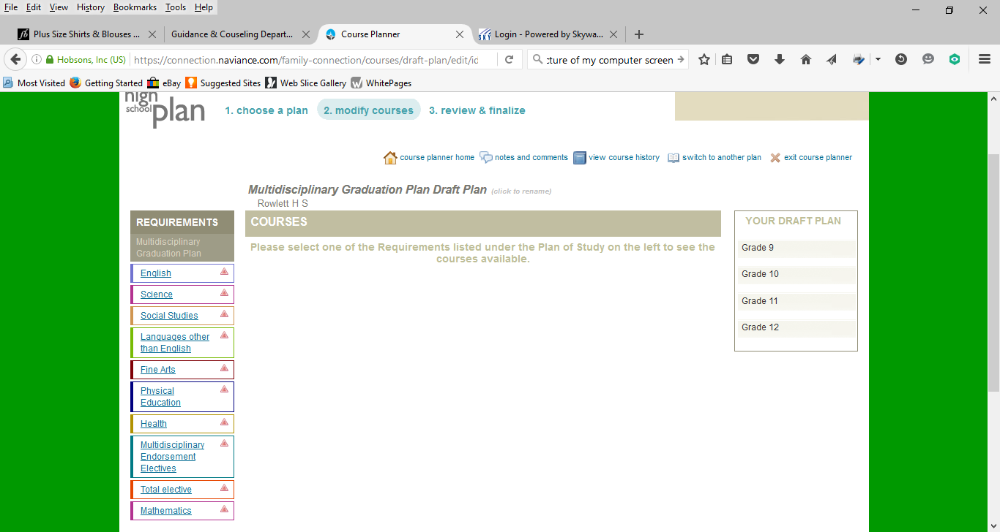 File Edit View History Bookmarks Tools Help
Plus Size Shirts & Blouses ... Guidance & Couseling Depart... Course Planner Login - Powered by Skywa...
Hobsons, Inc (US) https://connection.naviance.com/family-connection/courses/draft-plan/edit/ic :ture of my computer screen
Most Visited Getting Started eBay Suggested Sites Web Slice Gallery WhitePages
high school plan 1. choose a plan 2. modify courses 3. review & finalize
course planner home notes and comments view course history switch to another plan exit course planner
Multidisciplinary Graduation Plan Draft Plan (click to rename)
Rowlett H S
REQUIREMENTS
Multidisciplinary
Graduation Plan
English
Science
Social Studies
Languages other
than English
Fine Arts
Physical
Education
Health
Multidisciplinary
Endorsement
Electives
Total elective
Mathematics
COURSES
Please select one of the Requirements listed under the Plan of Study on the left to see the
courses available.
YOUR DRAFT PLAN
Grade 9
Grade 10
Grade 11
Grade 12